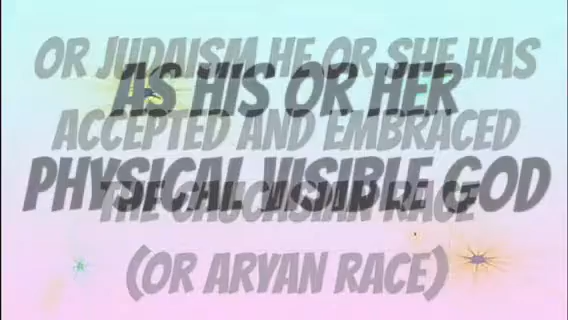 OR JUDAISM HE OR SHE HAS
AS HIS OR HER
ACCEPTED AND EMBRACED
PHYSICAL VISIBLE GOD
THE CAUCASIAN RACE
(OR ARYAN RACE)